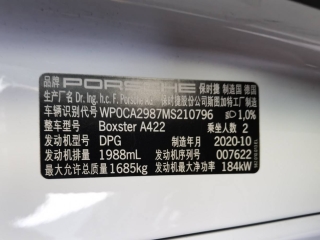 品牌 PORSCHE 保时捷 制造国 德国
生产厂名 Dr. Ing. h.c. F. Porsche AG 保时捷股份公司斯图加特工厂制造
车辆识别代号 WP0CA2987MS210796 1,0%
整车型号 Boxster A422 乘坐人数 2
发动机型号 DPG 制造年月 2020-10
发动机排量 1988mL 发动机序列号 007622
最大允许总质量 1685kg 发动机最大净功率 184kW